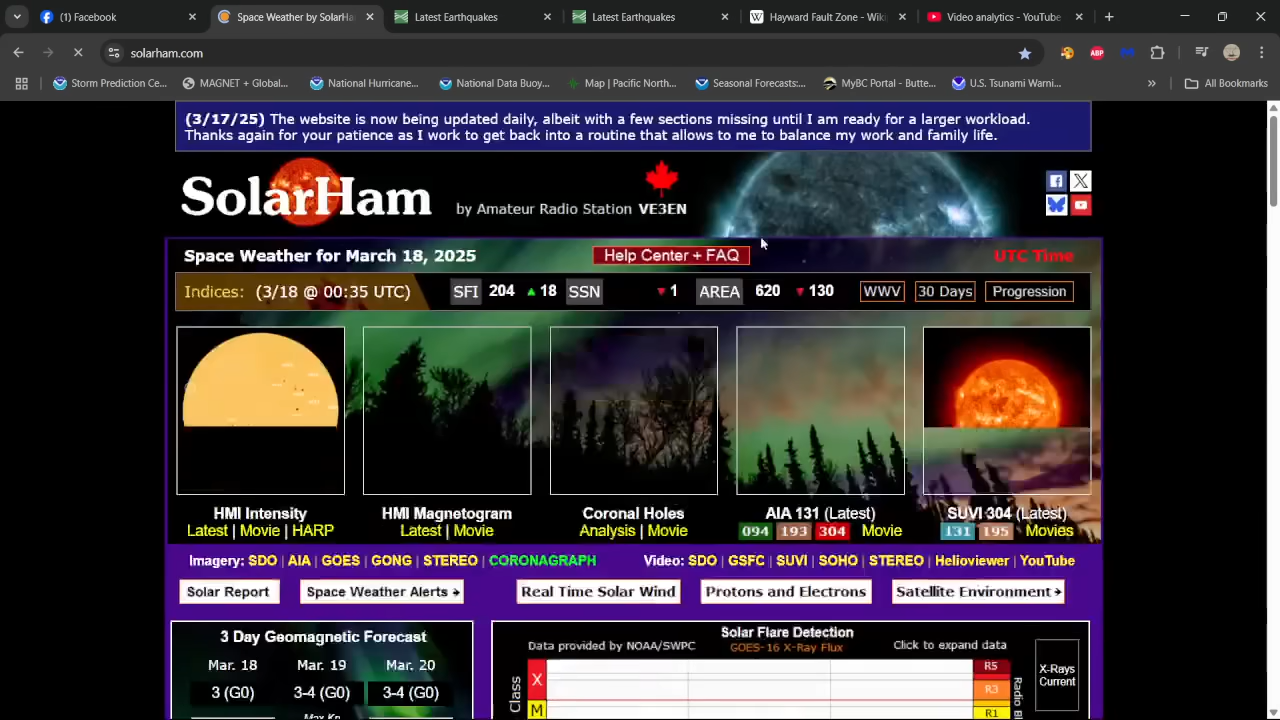 (1) Facebook
Space Weather by SolarHa
Latest Earthquakes
Latest Earthquakes
Hayward Fault Zone - Wiki
Video analytics - YouTube
solarham.com
ABP
Storm Prediction Ce...
MAGNET + Global...
National Hurricane...
National Data Buoy...
Map | Pacific North...
Seasonal Forecasts:...
MyBC Portal - Butte...
U.S. Tsunami Warni...
All Bookmarks
(3/17/25) The website is now being updated daily, albeit with a few sections missing until I am ready for a larger workload.
Thanks again for your patience as I work to get back into a routine that allows to me to balance my work and family life.
SolarHam by Amateur Radio Station VE3EN
Space Weather for March 18, 2025 Help Center + FAQ UTC Time
Indices: (3/18 @ 00:35 UTC) SFI 204 18 SSN 1 AREA 620 130 WWV 30 Days Progression
HMI Intensity
Latest | Movie | HARP
HMI Magnetogram
Latest | Movie
Coronal Holes
Analysis | Movie
AIA 131 (Latest)
094 193 304 Movie
SUVI 304 (Latest)
131 195 Movies
Imagery: SDO | AIA | GOES | GONG | STEREO | CORONAGRAPH
Video: SDO | GSFC | SUVI | SOHO | STEREO | Helioviewer | YouTube
Solar Report
Space Weather Alerts
Real Time Solar Wind
Protons and Electrons
Satellite Environment
3 Day Geomagnetic Forecast
Mar. 18 Mar. 19 Mar. 20
3 (G0) 3-4 (G0) 3-4 (G0)
Max Kp
Solar Flare Detection
Data provided by NOAA/SWPC GOES-16 X-Ray Flux Click to expand data
Class
X
M
R5
R3
R1
Radio Bl
X-Rays
Current